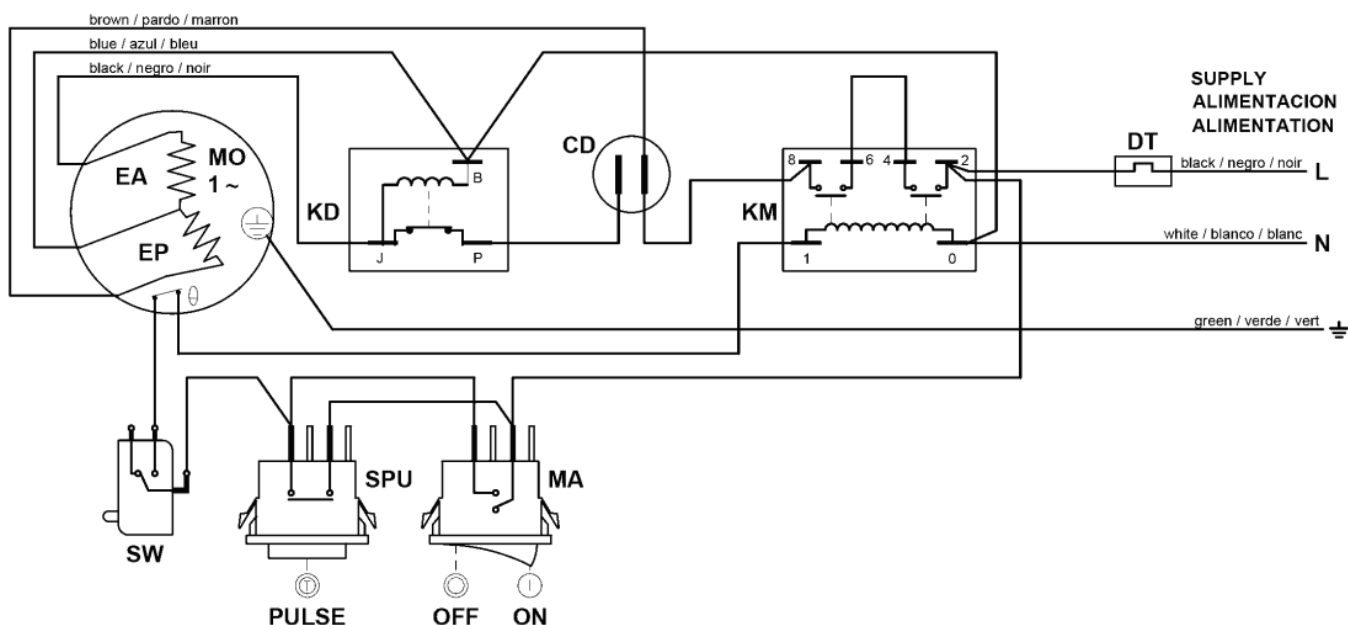 brown / pardo / marron
blue / azul / bleu
black / negro / noir
SUPPLY
ALIMENTACION
ALIMENTATION
DT
black / negro / noir
L
CD
8 6 4 2
EA
MO
1 ~
B
KD
KM
EP
J
P
1
0
white / blanco / blanc
N
green / verde / vert
SPU
MA
SW
PULSE
OFF
ON